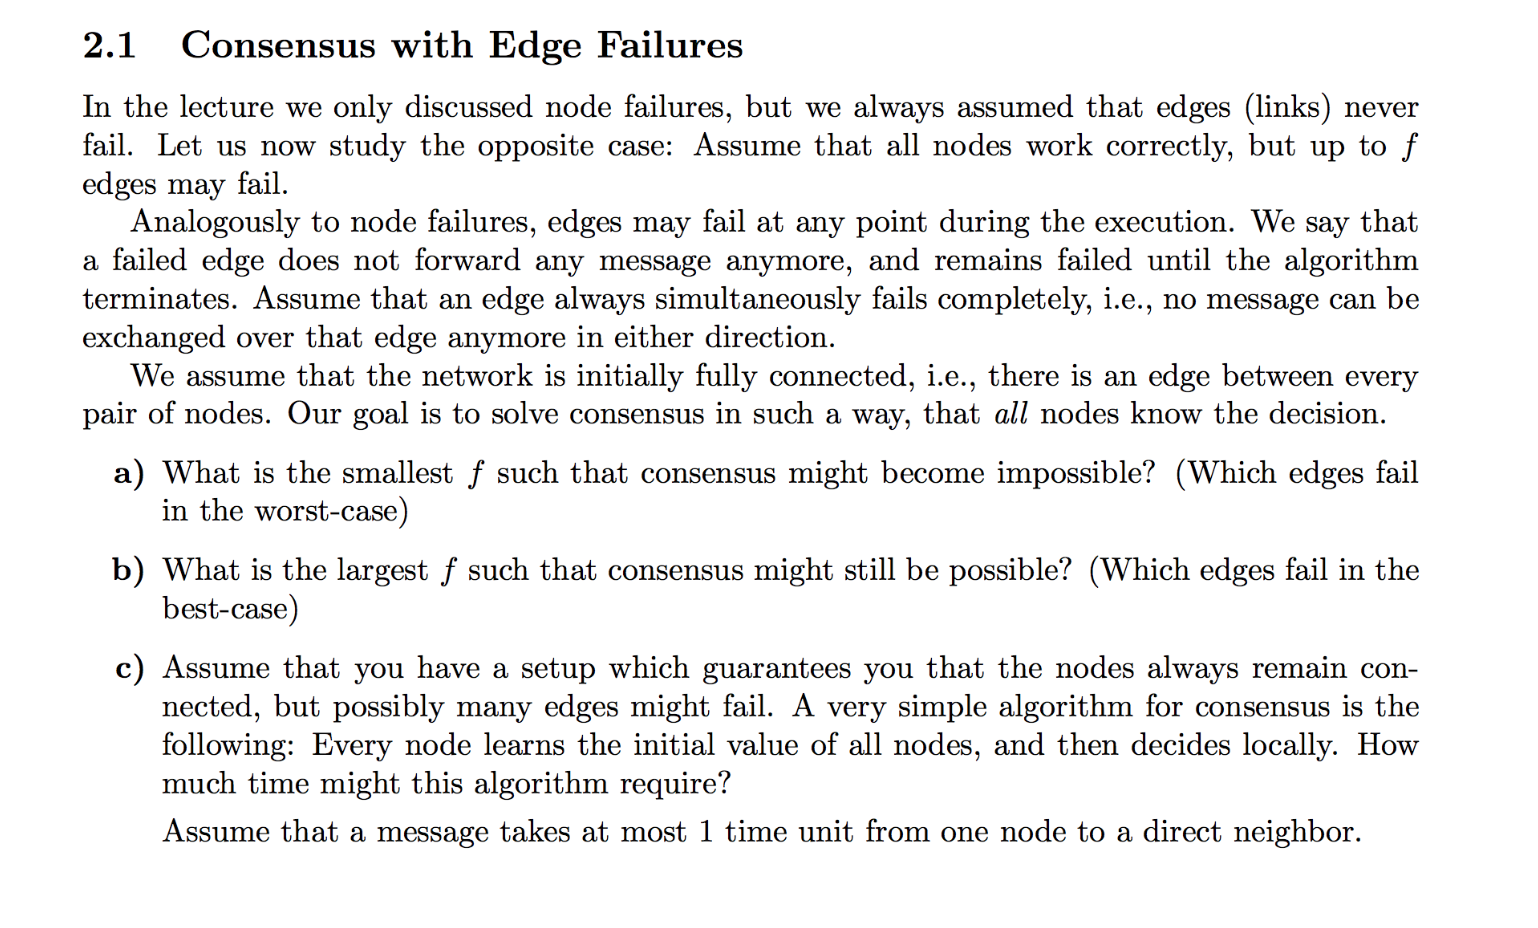 2.1 Consensus with Edge Failures
In the lecture we only discussed node failures, but we always assumed that edges (links) never
fail. Let us now study the opposite case: Assume that all nodes work correctly, but up to f
edges may fail.
Analogously to node failures, edges may fail at any point during the execution. We say that
a failed edge does not forward any message anymore, and remains failed until the algorithm
terminates. Assume that an edge always simultaneously fails completely, i.e., no message can be
exchanged over that edge anymore in either direction.
We assume that the network is initially fully connected, i.e., there is an edge between every
pair of nodes. Our goal is to solve consensus in such a way, that all nodes know the decision.
a) What is the smallest f such that consensus might become impossible? (Which edges fail
in the worst-case)
b) What is the largest f such that consensus might still be possible? (Which edges fail in the
best-case)
c) Assume that you have a setup which guarantees you that the nodes always remain con-
nected, but possibly many edges might fail. A very simple algorithm for consensus is the
following: Every node learns the initial value of all nodes, and then decides locally. How
much time might this algorithm require?
Assume that a message takes at most 1 time unit from one node to a direct neighbor.